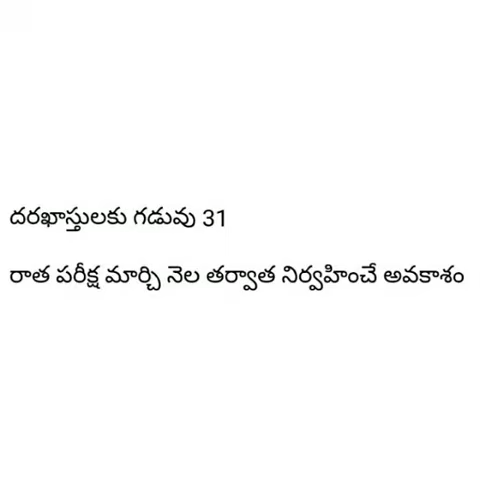 దరఖాస్తులకు గడువు 31
రాత పరీక్ష మార్చి నెల తర్వాత నిర్వహించే అవకాశం